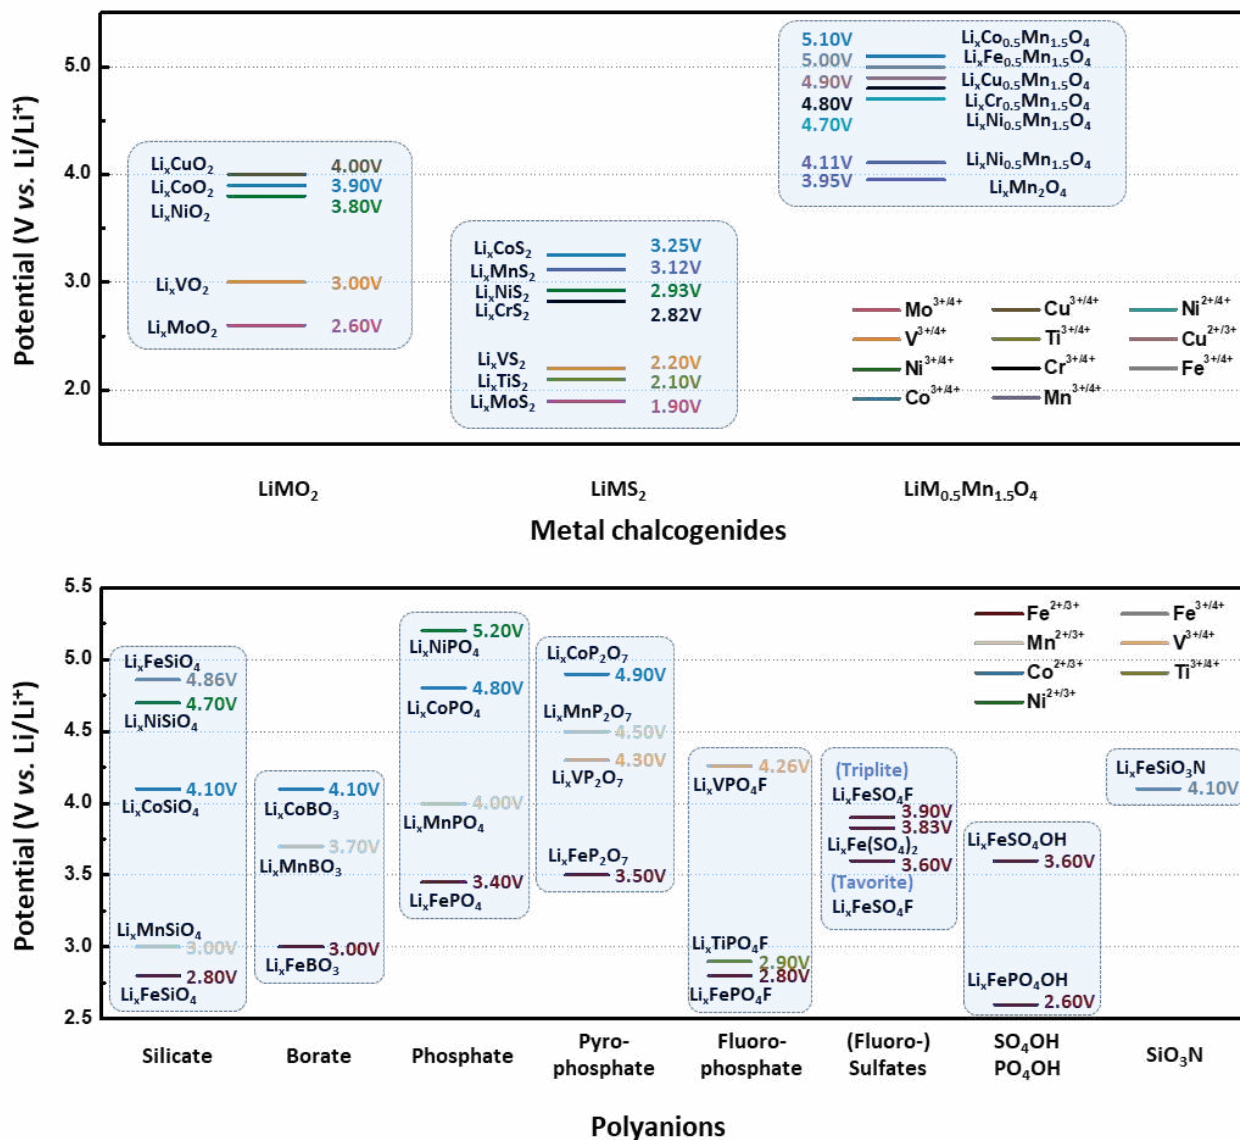 Potential (V vs. Li/Li⁺)
5.0
4.0
3.0
2.0
LiₓCuO₂ 4.00V
LiₓCoO₂ 3.90V
LiₓNiO₂ 3.80V
LiₓVO₂ 3.00V
LiₓMoO₂ 2.60V
LiₓCoS₂ 3.25V
LiₓMnS₂ 3.12V
LiₓNiS₂ 2.93V
LiₓCrS₂ 2.82V
LiₓVS₂ 2.20V
LiₓTiS₂ 2.10V
LiₓMoS₂ 1.90V
5.10V LiₓCo₀.₅Mn₁.₅O₄
5.00V LiₓFe₀.₅Mn₁.₅O₄
4.90V LiₓCu₀.₅Mn₁.₅O₄
4.80V LiₓCr₀.₅Mn₁.₅O₄
4.70V LiₓNi₀.₅Mn₁.₅O₄
4.11V LiₓNi₀.₅Mn₁.₅O₄
3.95V LiₓMn₂O₄
Mo³⁺/⁴⁺ Cu³⁺/⁴⁺ Ni²⁺/⁴⁺
V³⁺/⁴⁺ Ti³⁺/⁴⁺ Cu²⁺/³⁺
Ni³⁺/⁴⁺ Cr³⁺/⁴⁺ Fe³⁺/⁴⁺
Co³⁺/⁴⁺ Mn³⁺/⁴⁺
LiMO₂ LiMS₂ LiM₀.₅Mn₁.₅O₄
Metal chalcogenides
Potential (V vs. Li/Li⁺)
5.5
5.0
4.5
4.0
3.5
3.0
2.5
LiₓFeSiO₄
4.86V
4.70V
LiₓNiSiO₄
4.10V
LiₓCoSiO₄
LiₓMnSiO₄
3.00V
2.80V
LiₓFeSiO₄
4.10V
LiₓCoBO₃
3.70V
LiₓMnBO₃
3.00V
LiₓFeBO₃
5.20V
LiₓNiPO₄
4.80V
LiₓCoPO₄
4.00V
LiₓMnPO₄
3.40V
LiₓFePO₄
LiₓCoP₂O₇
4.90V
LiₓMnP₂O₇
4.50V
4.30V
LiₓVP₂O₇
LiₓFeP₂O₇
3.50V
4.26V
LiₓVPO₄F
LiₓTiPO₄F
2.90V
2.80V
LiₓFePO₄F
(Triplite)
LiₓFeSO₄F
3.90V
3.83V
LiₓFe(SO₄)₂
3.60V
(Tavorite)
LiₓFeSO₄F
LiₓFeSO₄OH
3.60V
LiₓFePO₄OH
2.60V
LiₓFeSiO₃N
4.10V
Fe²⁺/³⁺ Fe³⁺/⁴⁺
Mn²⁺/³⁺ V³⁺/⁴⁺
Co²⁺/³⁺ Ti³⁺/⁴⁺
Ni²⁺/³⁺
Silicate
Borate
Phosphate
Pyro-
phosphate
Fluoro-
phosphate
(Fluoro-)
Sulfates
SO₄OH
PO₄OH
SiO₃N
Polyanions